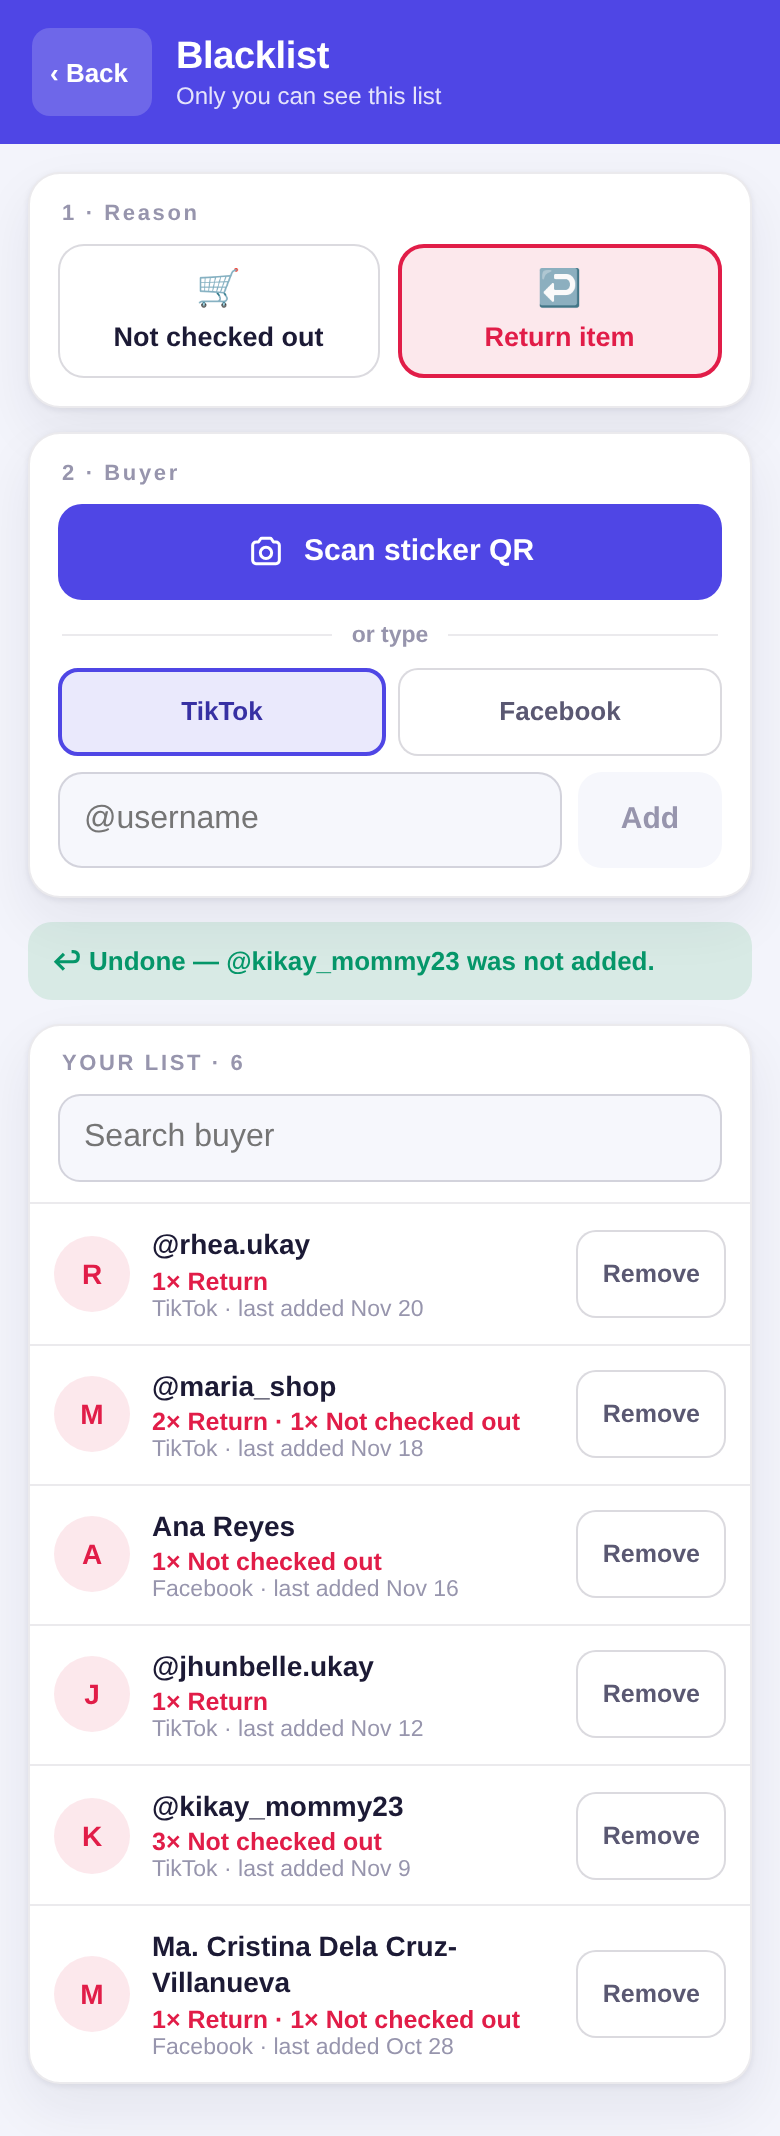 ‹ Back
Blacklist
Only you can see this list
1 · Reason
Not checked out
Return item
2 · Buyer
Scan sticker QR
or type
TikTok
Facebook
@username
Add
Undone — @kikay_mommy23 was not added.
YOUR LIST · 6
Search buyer
R
@rhea.ukay
1× Return
TikTok · last added Nov 20
Remove
M
@maria_shop
2× Return · 1× Not checked out
TikTok · last added Nov 18
Remove
A
Ana Reyes
1× Not checked out
Facebook · last added Nov 16
Remove
J
@jhunbelle.ukay
1× Return
TikTok · last added Nov 12
Remove
K
@kikay_mommy23
3× Not checked out
TikTok · last added Nov 9
Remove
M
Ma. Cristina Dela Cruz-
Villanueva
1× Return · 1× Not checked out
Facebook · last added Oct 28
Remove